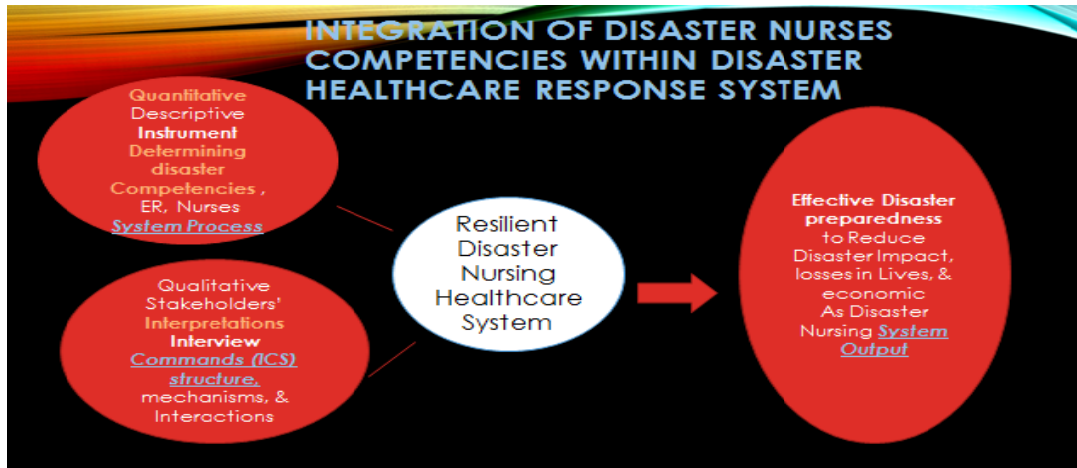 INTEGRATION OF DISASTER NURSES
COMPETENCIES WITHIN DISASTER
HEALTHCARE RESPONSE SYSTEM
Quantitative
Descriptive
Instrument
Determining
disaster
Competencies ,
ER, Nurses
System Process
Qualitative
Stakeholders'
Interpretations
Interview
Commands (ICS)
structure,
mechanisms, &
Interactions
Resilient
Disaster
Nursing
Healthcare
System
Effective Disaster
preparedness
to Reduce
Disaster Impact,
losses in Lives, &
economic
As Disaster
Nursing System
Output